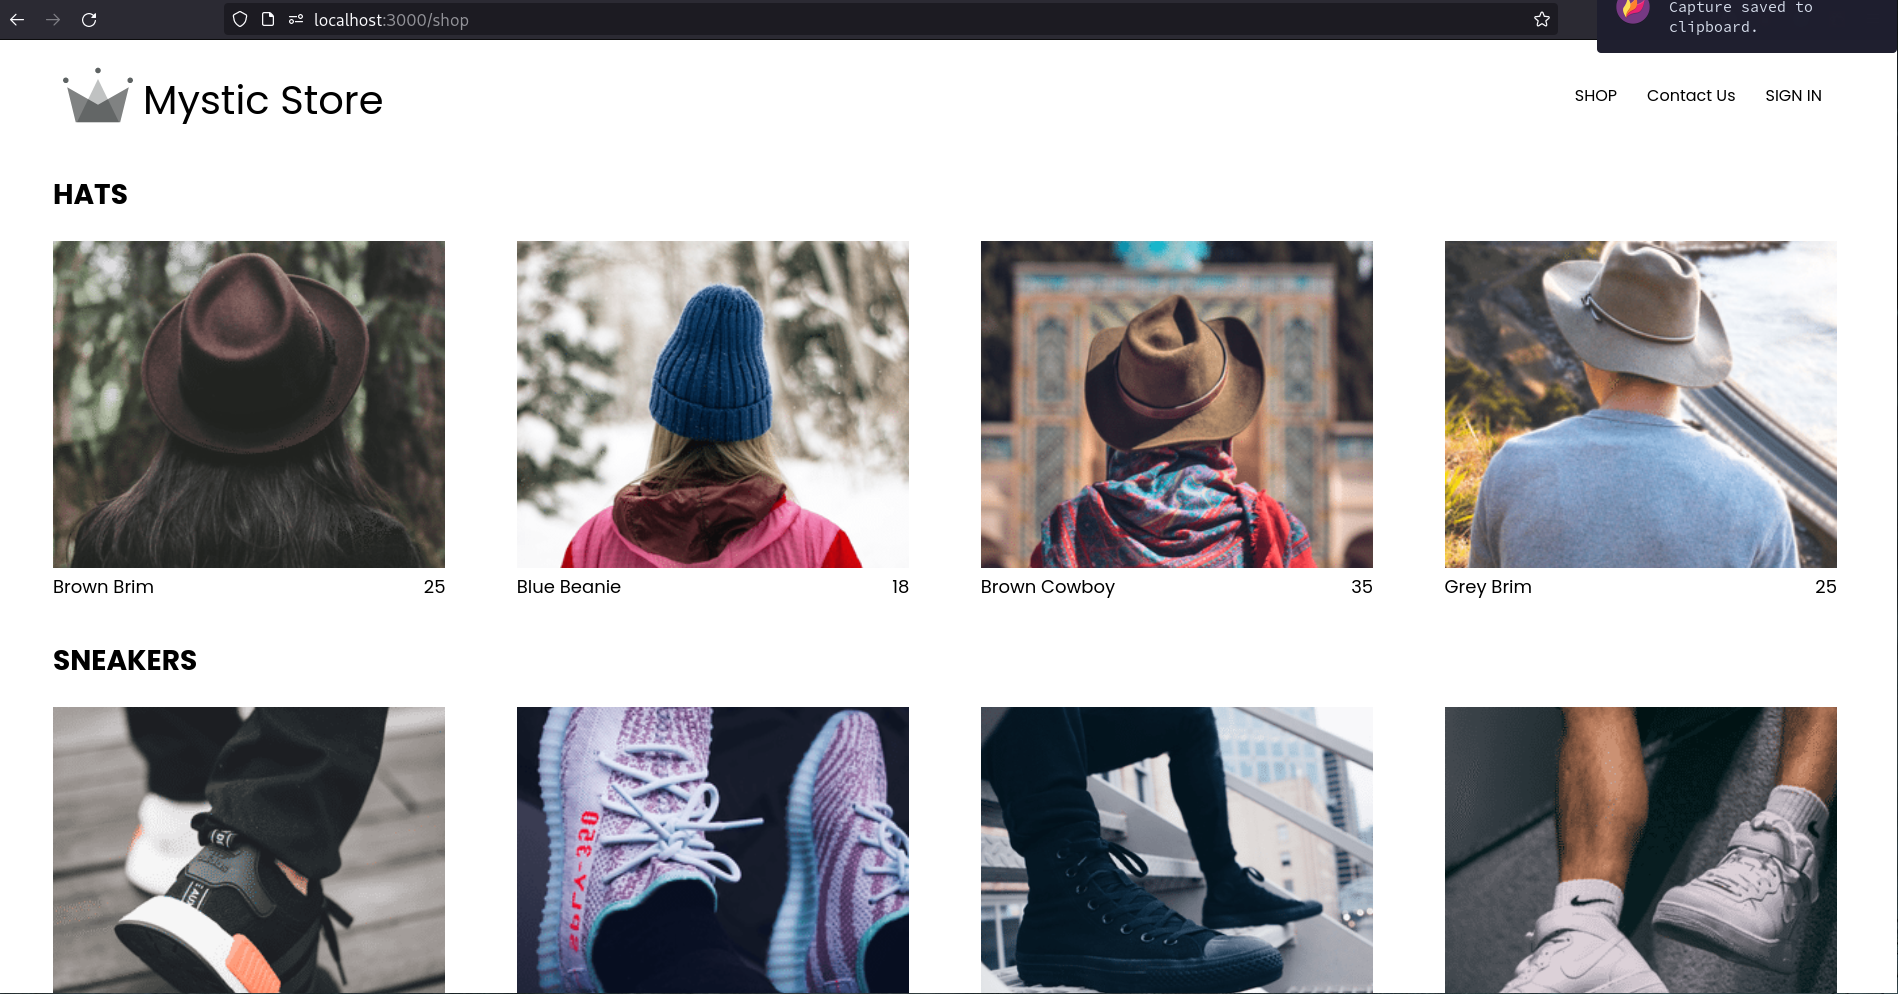 localhost:3000/shop
Capture saved to
clipboard.
Mystic Store
SHOP Contact Us SIGN IN
HATS
Brown Brim 25
Blue Beanie 18
Brown Cowboy 35
Grey Brim 25
SNEAKERS